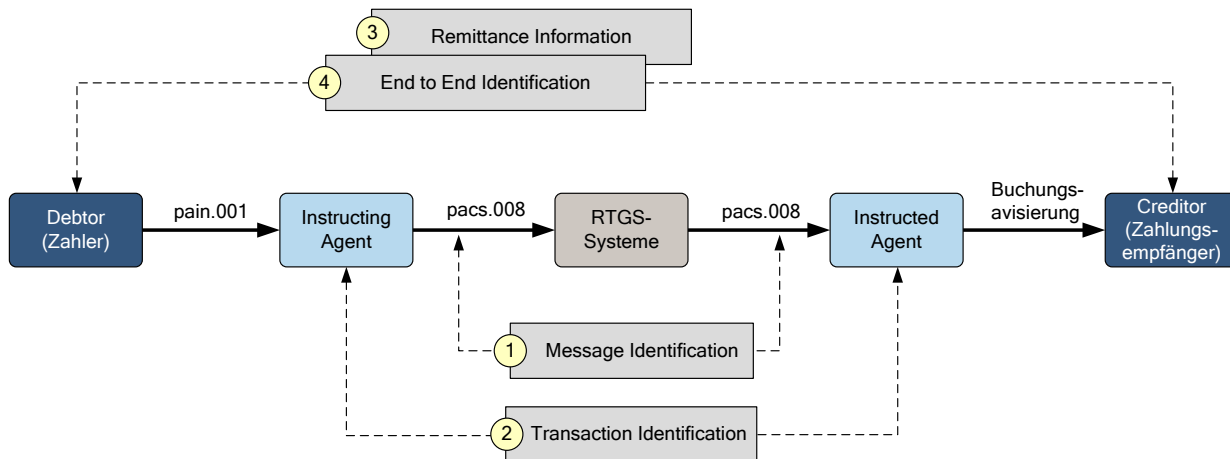 3
Remittance Information
4
End to End Identification
Debtor
(Zahler)
pain.001
Instructing
Agent
pacs.008
RTGS-
Systeme
pacs.008
Instructed
Agent
Buchungs-
avisierung
Creditor
(Zahlungs-
empfänger)
1
Message Identification
2
Transaction Identification